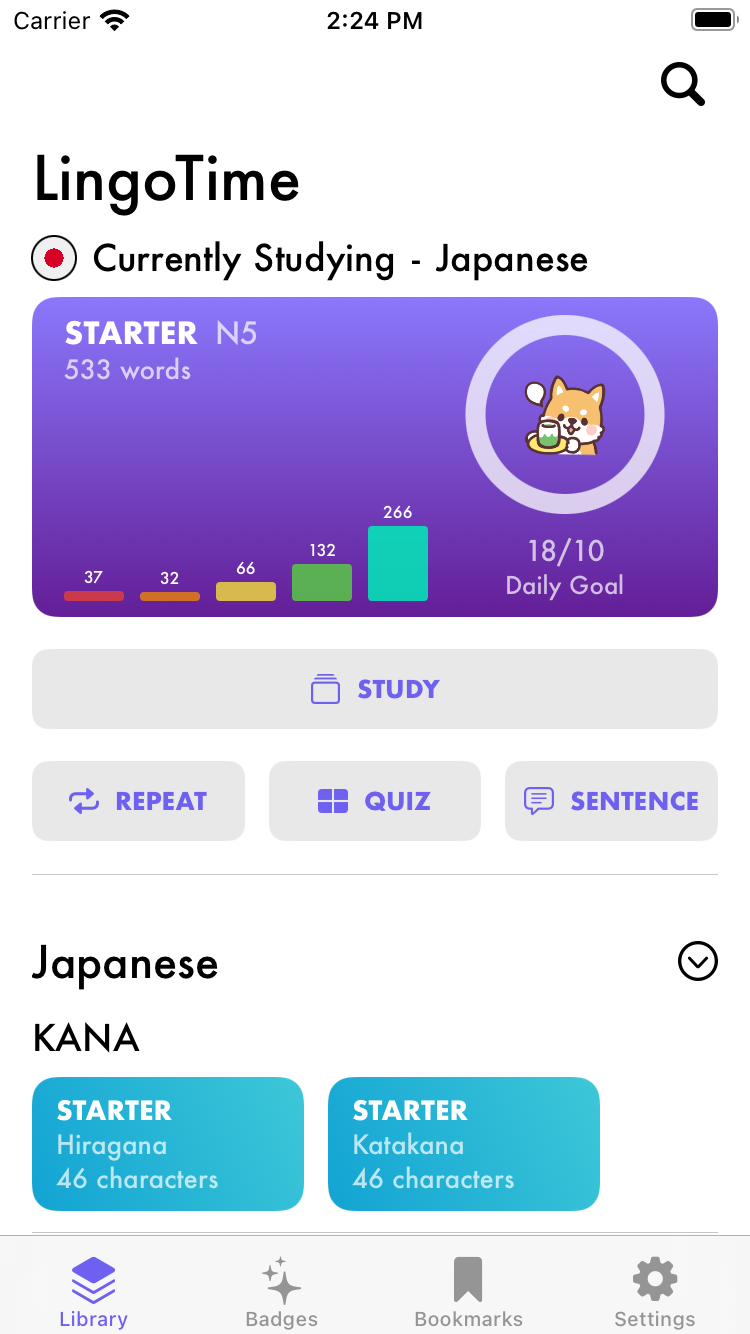 Carrier 2:24 PM
LingoTime
Currently Studying - Japanese
STARTER N5
533 words
37
32
66
132
266
18/10
Daily Goal
STUDY
REPEAT
QUIZ
SENTENCE
Japanese
KANA
STARTER
Hiragana
46 characters
STARTER
Katakana
46 characters
Library
Badges
Bookmarks
Settings